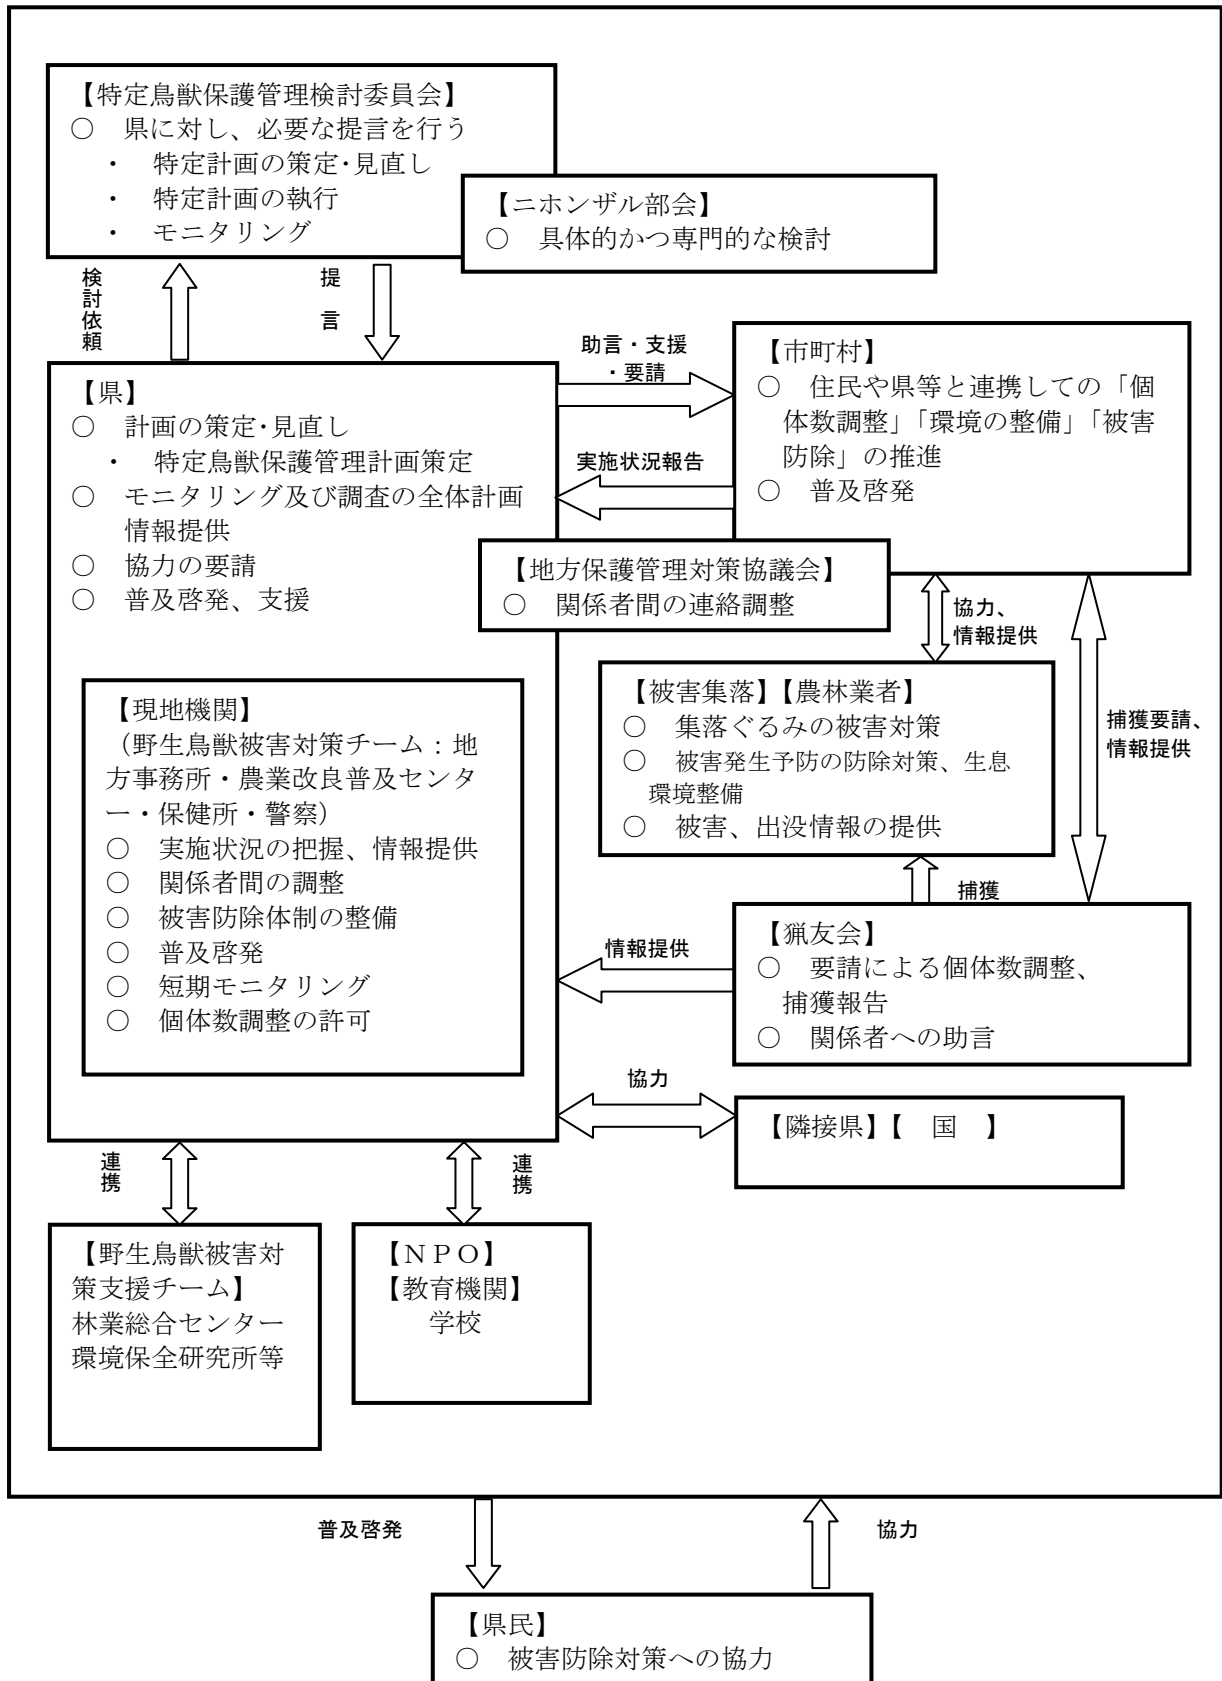 【特定鳥獣保護管理検討委員会】
○　県に対し、必要な提言を行う
・　特定計画の策定･見直し
・　特定計画の執行
・　モニタリング
【ニホンザル部会】
○　具体的かつ専門的な検討
検討依頼
提言
【県】
○　計画の策定･見直し
・　特定鳥獣保護管理計画策定
○　モニタリング及び調査の全体計画
情報提供
○　協力の要請
○　普及啓発、支援
助言・支援
・要請
実施状況報告
【市町村】
○　住民や県等と連携しての「個
体数調整」「環境の整備」「被害
防除」の推進
○　普及啓発
【地方保護管理対策協議会】
○　関係者間の連絡調整
協力、
情報提供
捕獲要請、
情報提供
【現地機関】
（野生鳥獣被害対策チーム：地
方事務所・農業改良普及センタ
ー・保健所・警察）
○　実施状況の把握、情報提供
○　関係者間の調整
○　被害防除体制の整備
○　普及啓発
○　短期モニタリング
○　個体数調整の許可
【被害集落】【農林業者】
○　集落ぐるみの被害対策
○　被害発生予防の防除対策、生息
環境整備
○　被害、出没情報の提供
捕獲
情報提供
【猟友会】
○　要請による個体数調整、
捕獲報告
○　関係者への助言
協力
【隣接県】【　国　】
連携
連携
【野生鳥獣被害対
策支援チーム】
林業総合センター
環境保全研究所等
【ＮＰＯ】
【教育機関】
学校
普及啓発
協力
【県民】
○　被害防除対策への協力